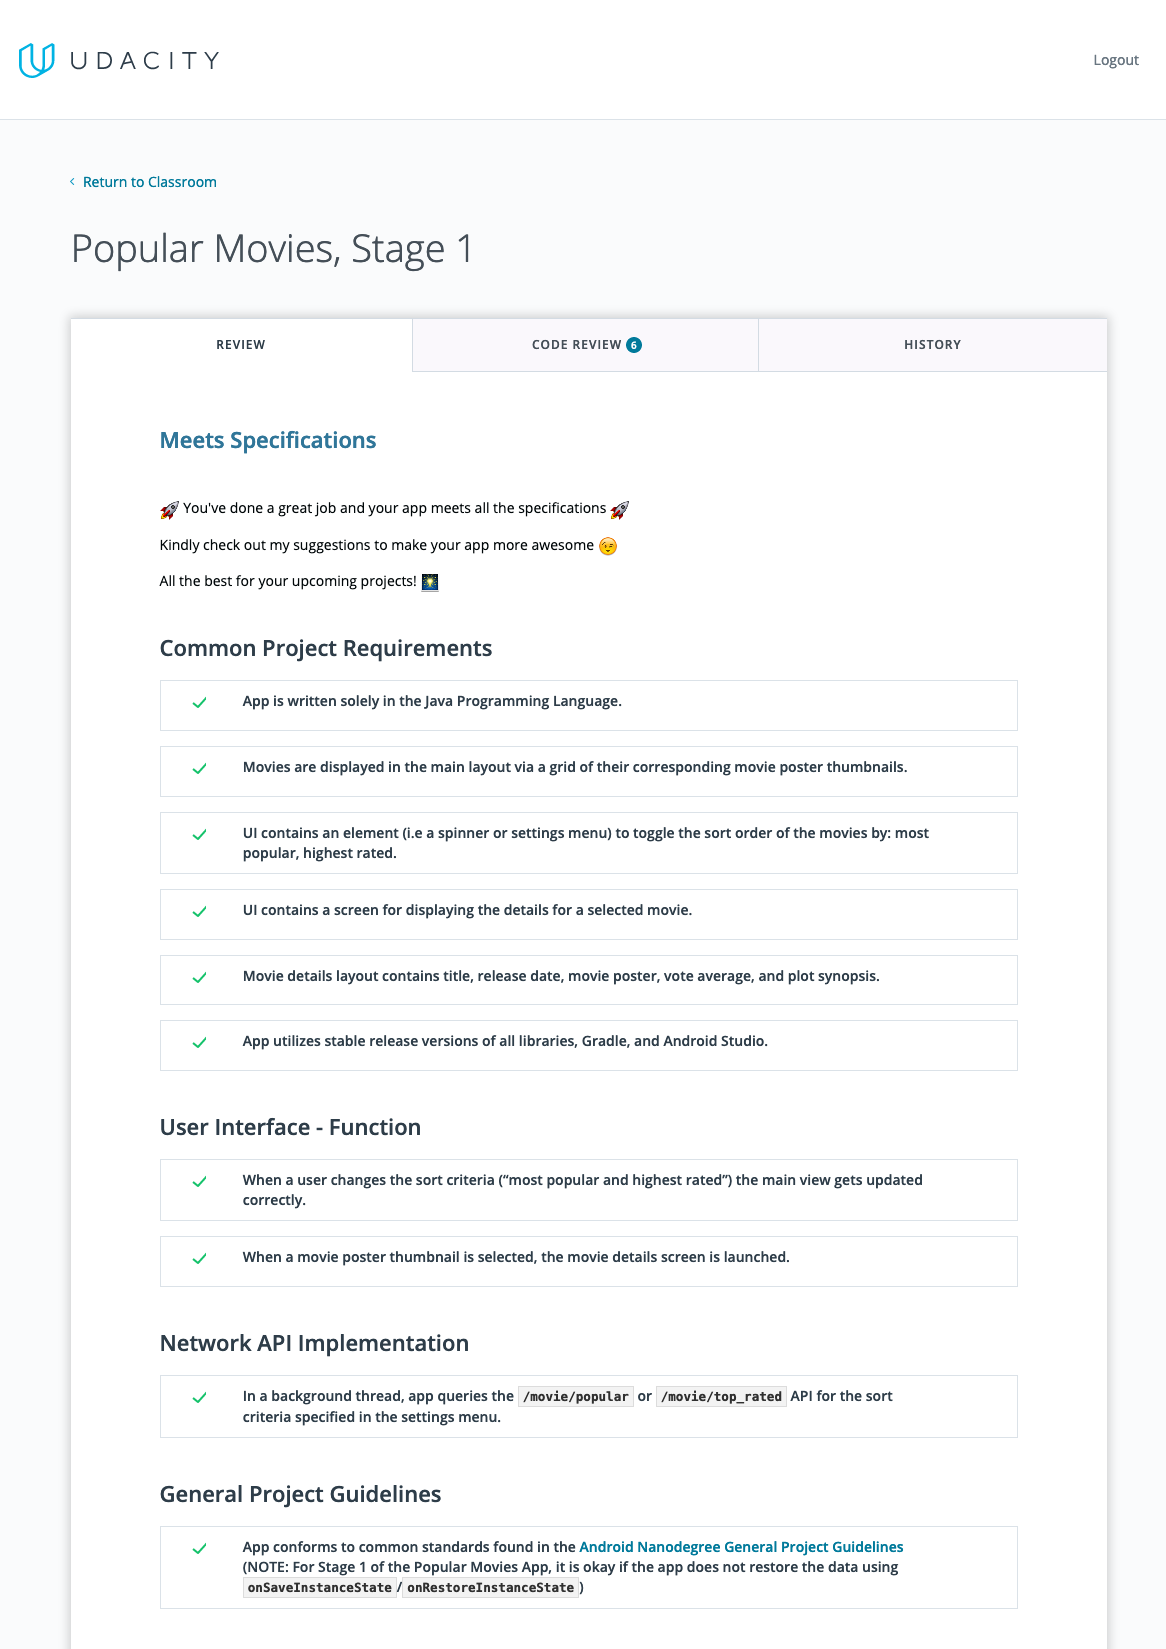 UDACITY
Logout
Return to Classroom
Popular Movies, Stage 1
REVIEW
CODE REVIEW 6
HISTORY
Meets Specifications
You've done a great job and your app meets all the specifications
Kindly check out my suggestions to make your app more awesome
All the best for your upcoming projects!
Common Project Requirements
App is written solely in the Java Programming Language.
Movies are displayed in the main layout via a grid of their corresponding movie poster thumbnails.
UI contains an element (i.e a spinner or settings menu) to toggle the sort order of the movies by: most
popular, highest rated.
UI contains a screen for displaying the details for a selected movie.
Movie details layout contains title, release date, movie poster, vote average, and plot synopsis.
App utilizes stable release versions of all libraries, Gradle, and Android Studio.
User Interface - Function
When a user changes the sort criteria (“most popular and highest rated”) the main view gets updated
correctly.
When a movie poster thumbnail is selected, the movie details screen is launched.
Network API Implementation
In a background thread, app queries the /movie/popular or /movie/top_rated API for the sort
criteria specified in the settings menu.
General Project Guidelines
App conforms to common standards found in the Android Nanodegree General Project Guidelines
(NOTE: For Stage 1 of the Popular Movies App, it is okay if the app does not restore the data using
onSaveInstanceState/onRestoreInstanceState)